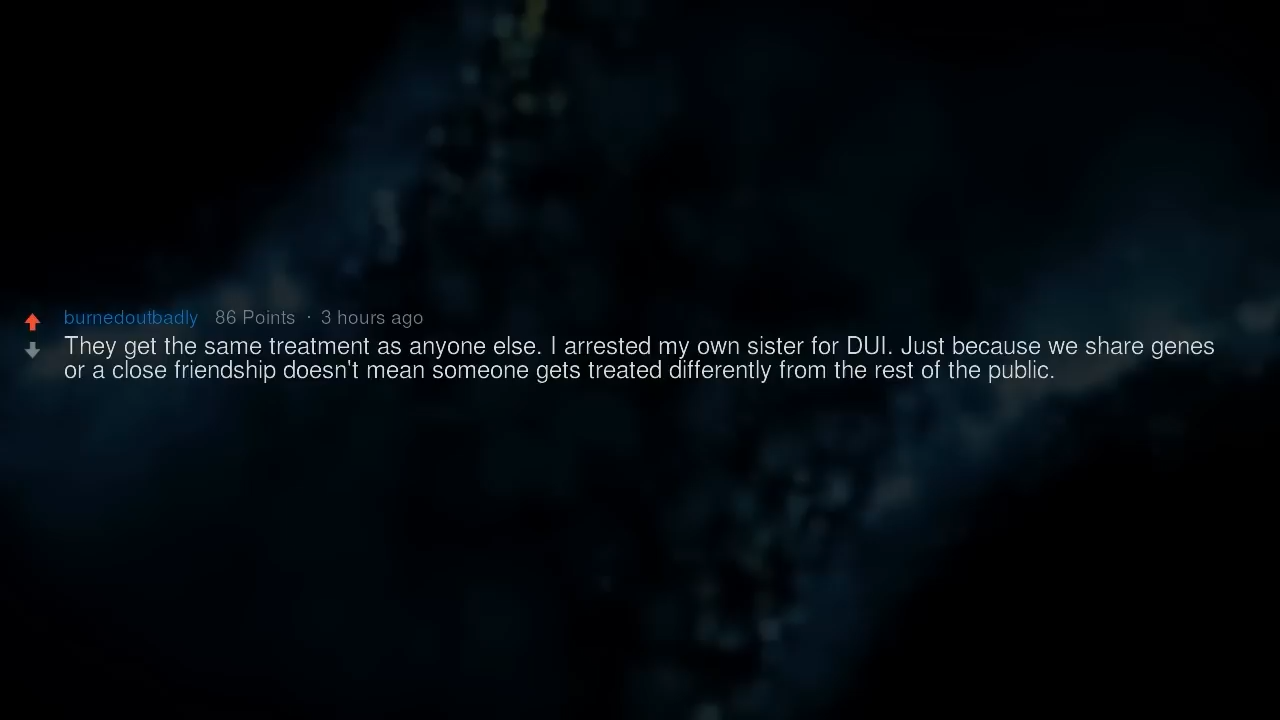 burnedoutbadly 86 Points · 3 hours ago
They get the same treatment as anyone else. I arrested my own sister for DUI. Just because we share genes
or a close friendship doesn't mean someone gets treated differently from the rest of the public.